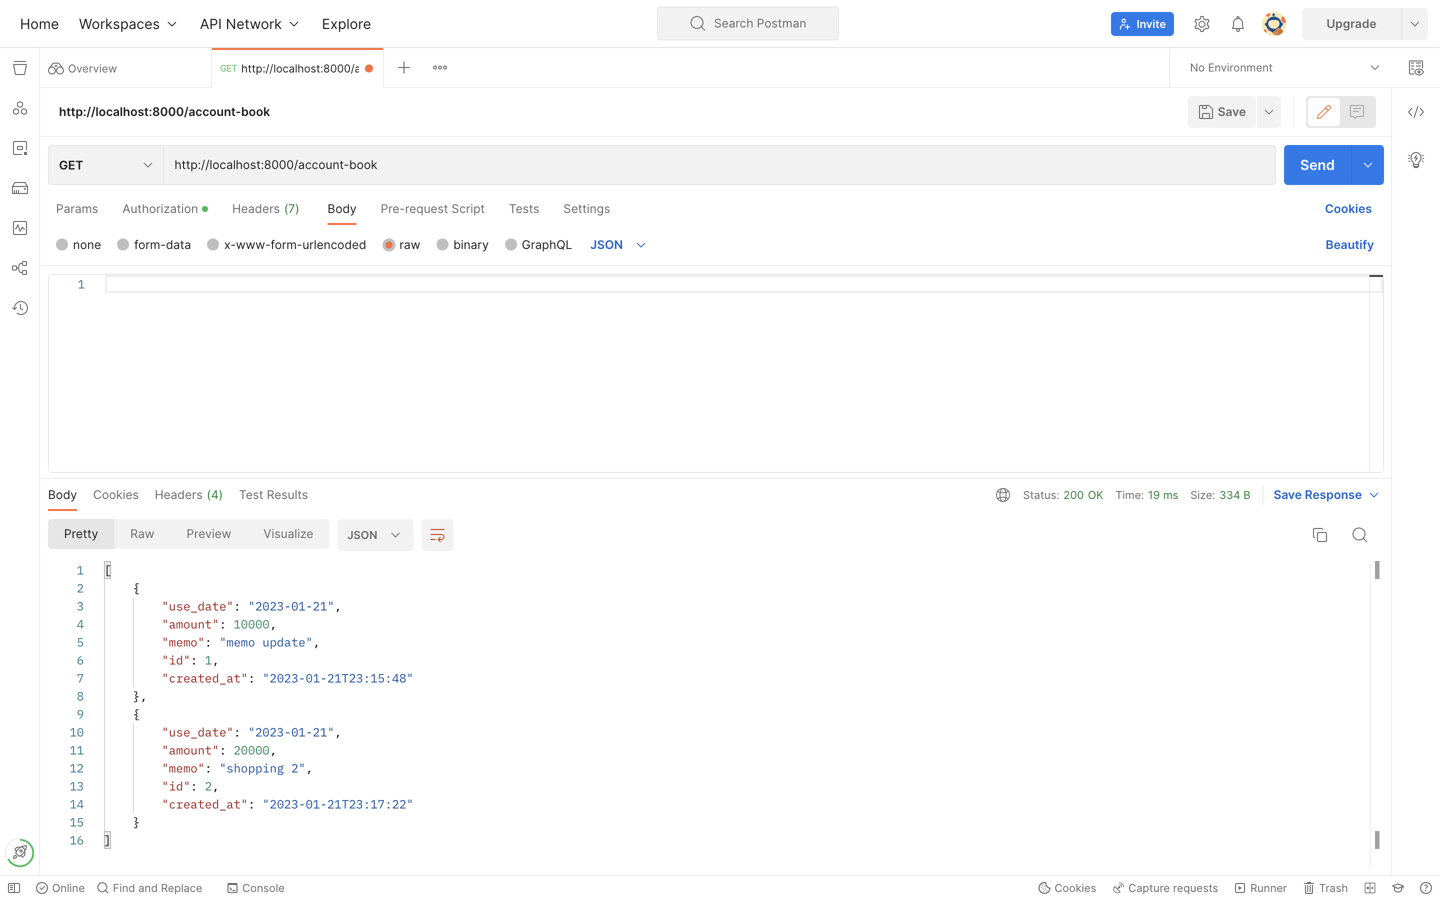 Home Workspaces API Network Explore Search Postman Invite Upgrade
Overview GET http://localhost:8000/a No Environment
http://localhost:8000/account-book Save
GET http://localhost:8000/account-book Send
Params Authorization Headers (7) Body Pre-request Script Tests Settings Cookies
none form-data x-www-form-urlencoded raw binary GraphQL JSON Beautify
1
Body Cookies Headers (4) Test Results Status: 200 OK Time: 19 ms Size: 334 B Save Response
Pretty Raw Preview Visualize JSON
1 [
2 {
3 "use_date": "2023-01-21",
4 "amount": 10000,
5 "memo": "memo update",
6 "id": 1,
7 "created_at": "2023-01-21T23:15:48"
8 },
9 {
10 "use_date": "2023-01-21",
11 "amount": 20000,
12 "memo": "shopping 2",
13 "id": 2,
14 "created_at": "2023-01-21T23:17:22"
15 }
16 ]
Online Find and Replace Console Cookies Capture requests Runner Trash